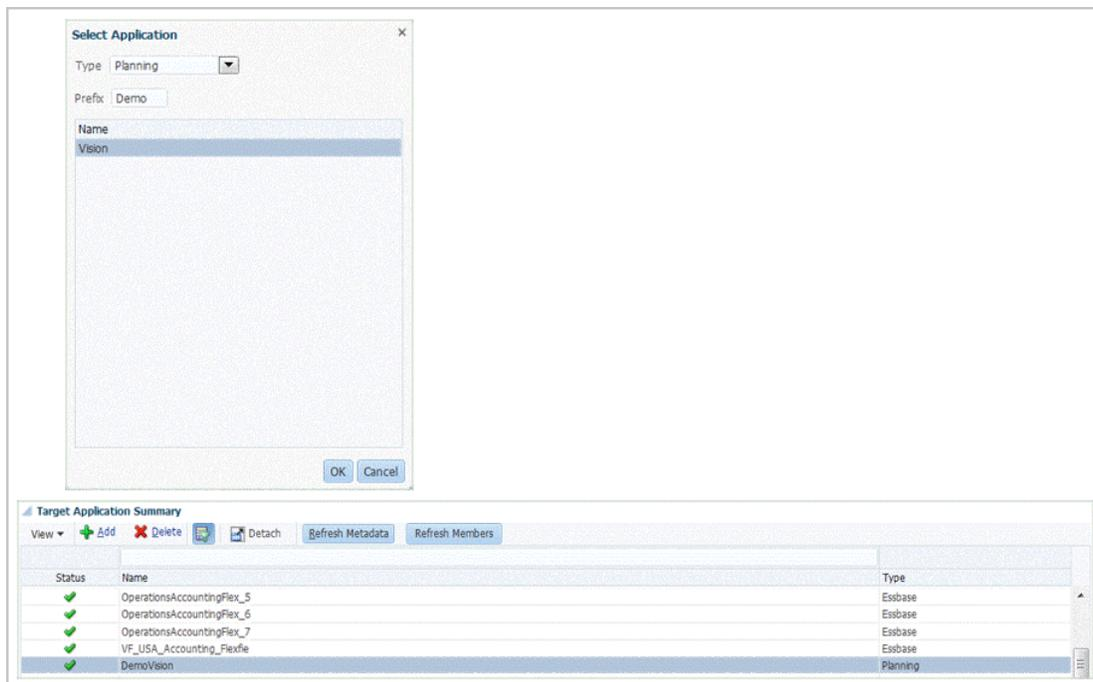 Select Application
Type Planning
Prefix Demo
Name
Vision
OK Cancel
Target Application Summary
View Add Delete Detach Refresh Metadata Refresh Members
Status Name Type
OperationsAccountingFlex_5 Essbase
OperationsAccountingFlex_6 Essbase
OperationsAccountingFlex_7 Essbase
VF_USA_Accounting_Flexfie Essbase
DemoVision Planning